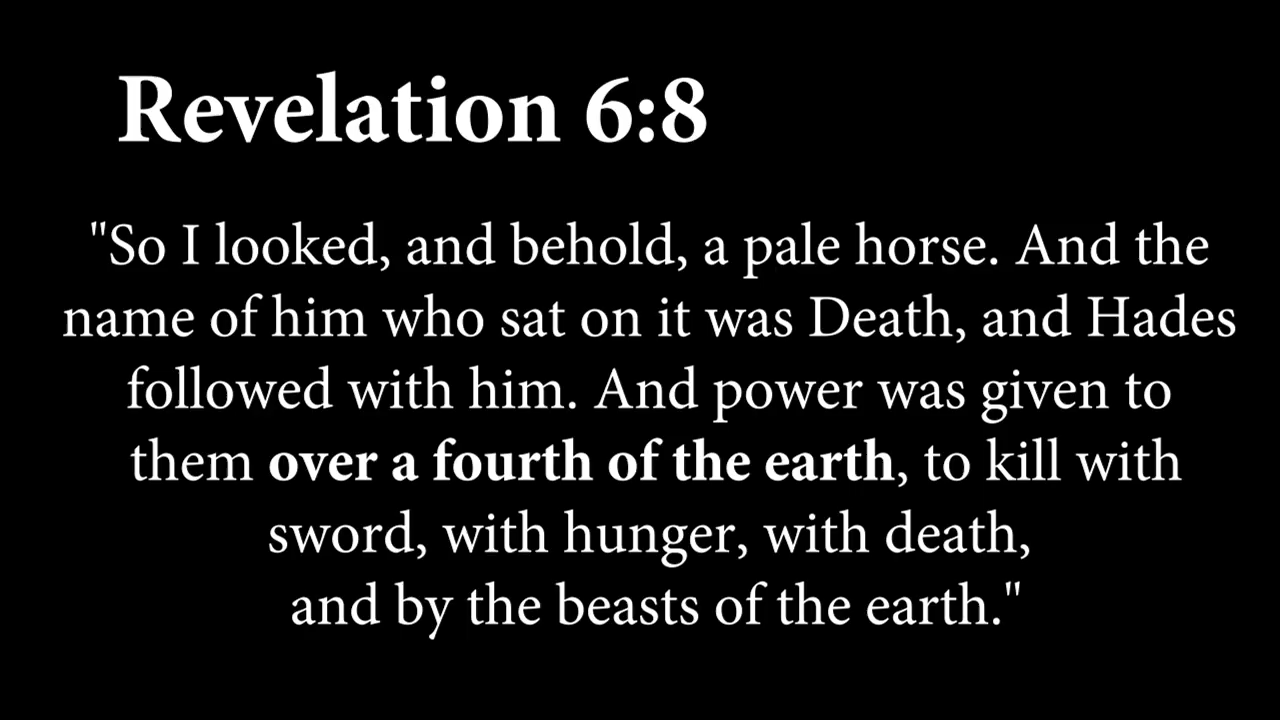 Revelation 6:8
"So I looked, and behold, a pale horse. And the
name of him who sat on it was Death, and Hades
followed with him. And power was given to
them over a fourth of the earth, to kill with
sword, with hunger, with death,
and by the beasts of the earth."